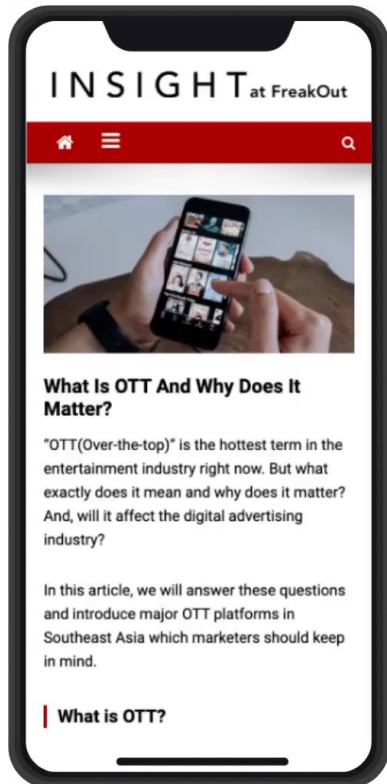 INSIGHT at FreakOut
What Is OTT And Why Does It
Matter?
“OTT(Over-the-top)” is the hottest term in the
entertainment industry right now. But what
exactly does it mean and why does it matter?
And, will it affect the digital advertising
industry?
In this article, we will answer these questions
and introduce major OTT platforms in
Southeast Asia which marketers should keep
in mind.
What is OTT?